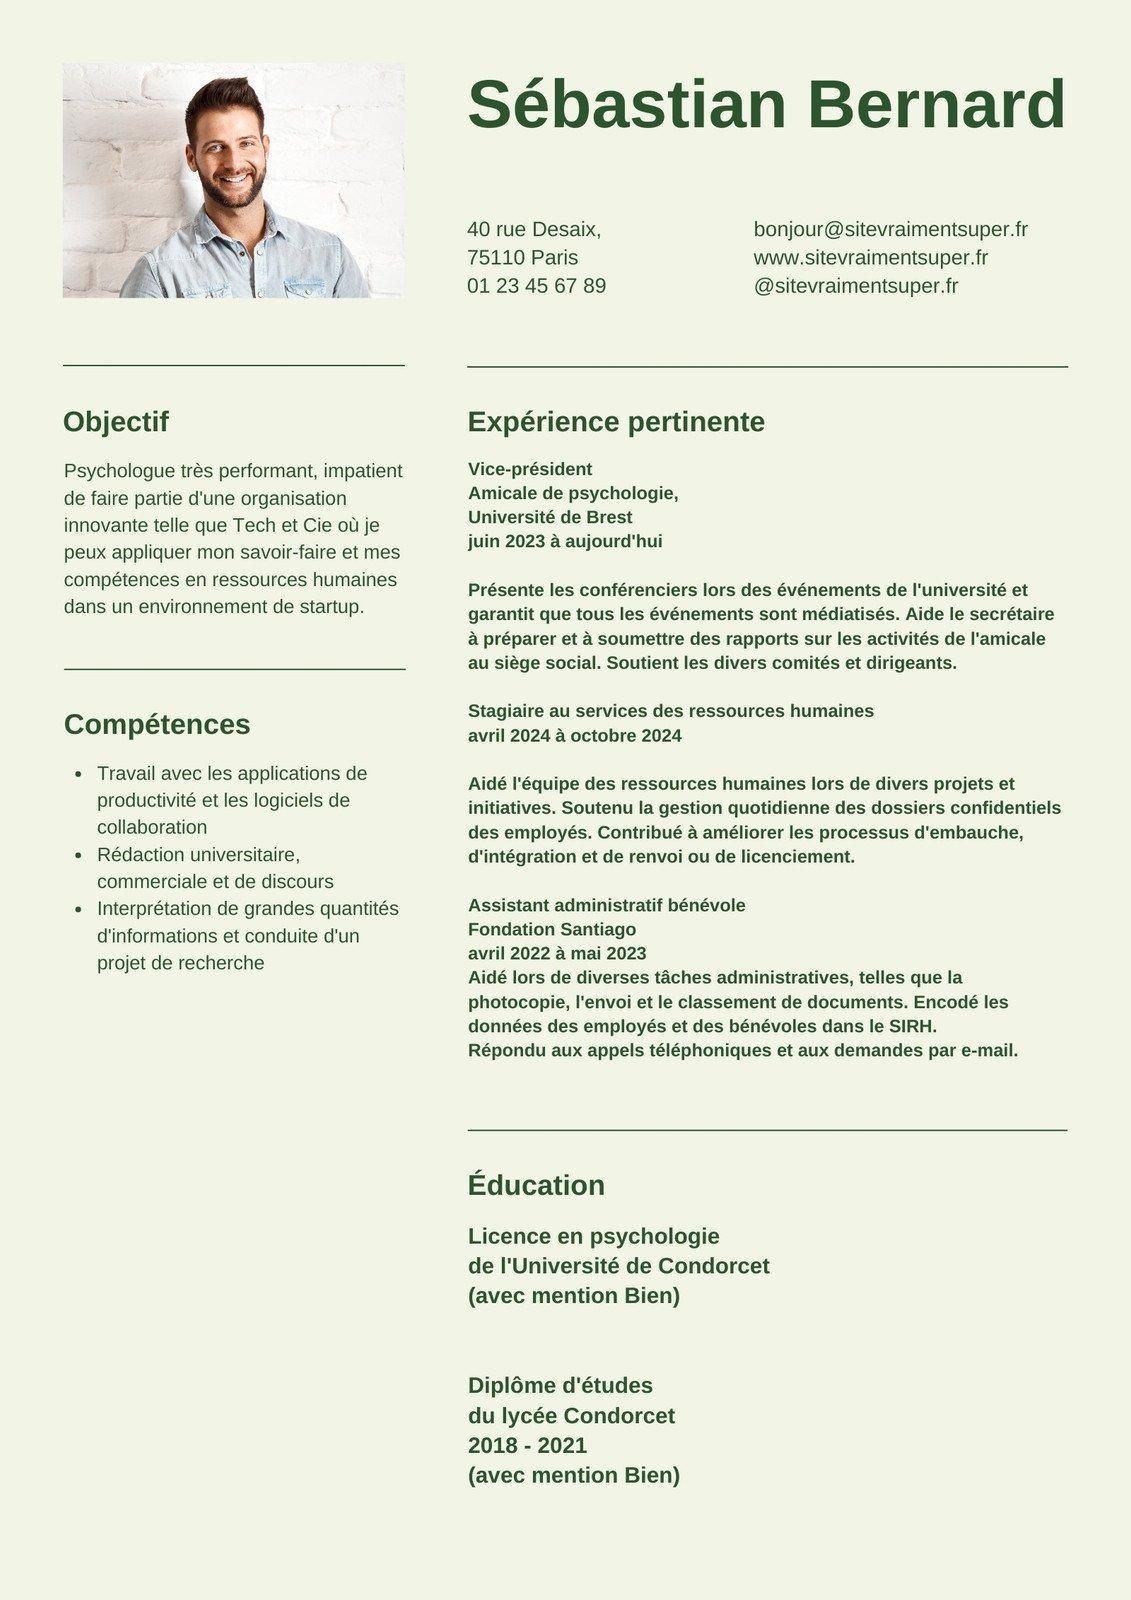 Sébastian Bernard
40 rue Desaix,
75110 Paris
01 23 45 67 89
bonjour@sitevraimentsuper.fr
www.sitevraimentsuper.fr
@sitevraimentsuper.fr
Objectif
Psychologue très performant, impatient
de faire partie d'une organisation
innovante telle que Tech et Cie où je
peux appliquer mon savoir-faire et mes
compétences en ressources humaines
dans un environnement de startup.
Compétences
• Travail avec les applications de
productivité et les logiciels de
collaboration
• Rédaction universitaire,
commerciale et de discours
• Interprétation de grandes quantités
d'informations et conduite d'un
projet de recherche
Expérience pertinente
Vice-président
Amicale de psychologie,
Université de Brest
juin 2023 à aujourd'hui
Présente les conférenciers lors des événements de l'université et
garantit que tous les événements sont médiatisés. Aide le secrétaire
à préparer et à soumettre des rapports sur les activités de l'amicale
au siège social. Soutient les divers comités et dirigeants.
Stagiaire au services des ressources humaines
avril 2024 à octobre 2024
Aidé l'équipe des ressources humaines lors de divers projets et
initiatives. Soutenu la gestion quotidienne des dossiers confidentiels
des employés. Contribué à améliorer les processus d'embauche,
d'intégration et de renvoi ou de licenciement.
Assistant administratif bénévole
Fondation Santiago
avril 2022 à mai 2023
Aidé lors de diverses tâches administratives, telles que la
photocopie, l'envoi et le classement de documents. Encodé les
données des employés et des bénévoles dans le SIRH.
Répondu aux appels téléphoniques et aux demandes par e-mail.
Éducation
Licence en psychologie
de l'Université de Condorcet
(avec mention Bien)
Diplôme d'études
du lycée Condorcet
2018 - 2021
(avec mention Bien)